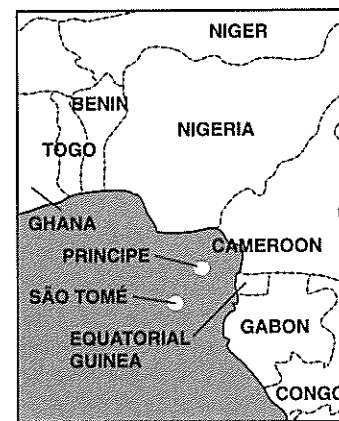 NIGER
BENIN
NIGERIA
TOGO
GHANA
CAMEROON
PRINCIPE
SÃO TOMÉ
EQUATORIAL
GUINEA
GABON
CONGO